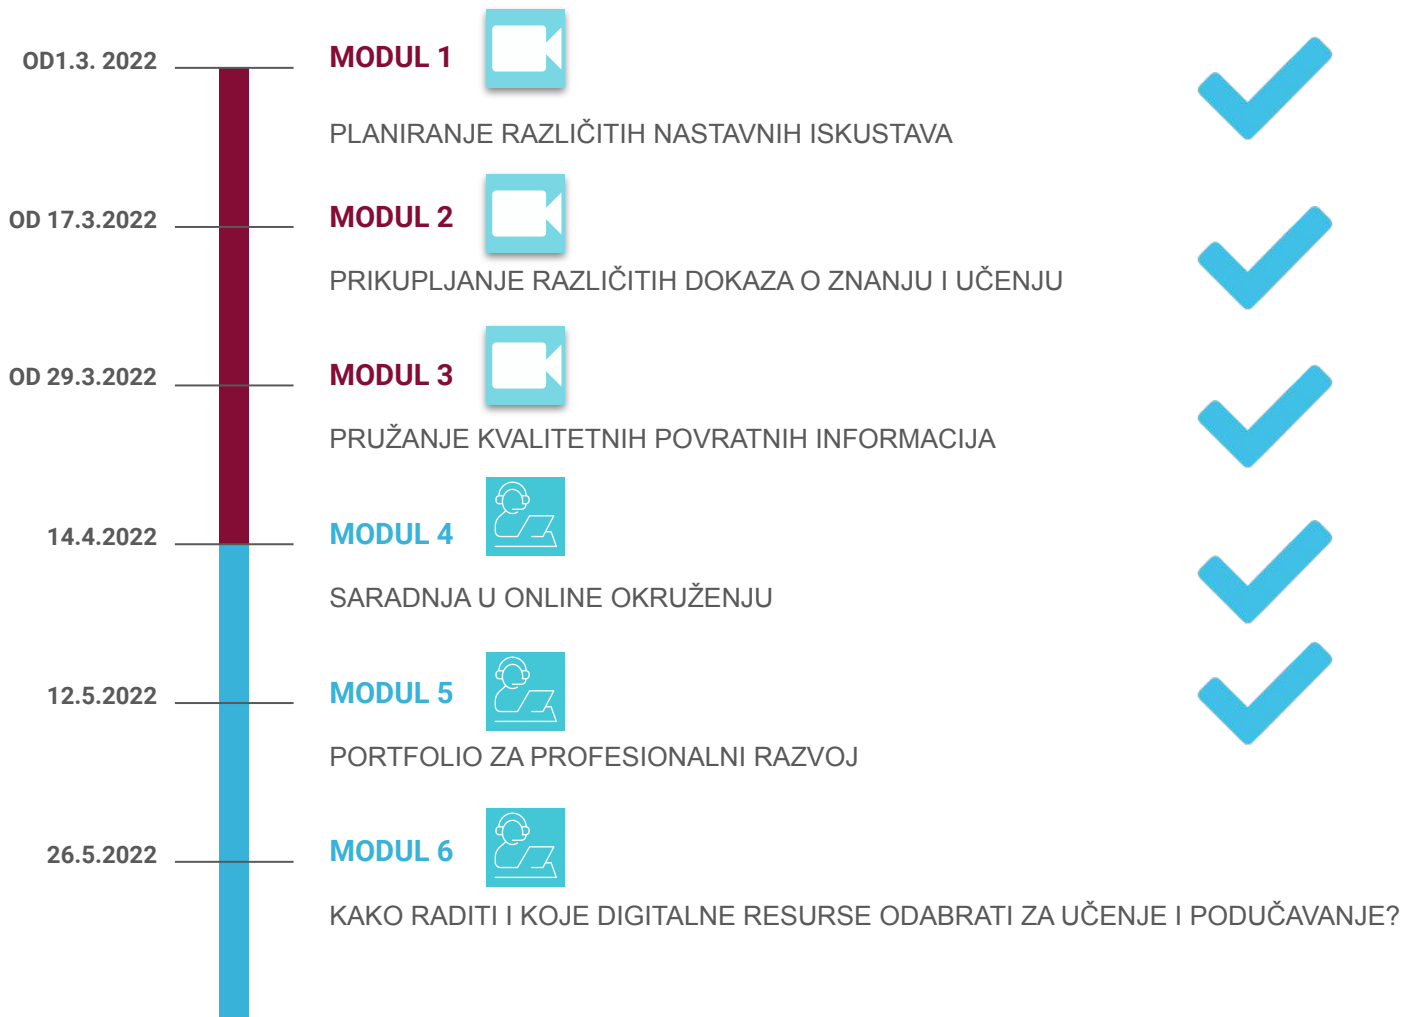 OD1.3. 2022
MODUL 1
PLANIRANJE RAZLIČITIH NASTAVNIH ISKUSTAVA
OD 17.3.2022
MODUL 2
PRIKUPLJANJE RAZLIČITIH DOKAZA O ZNANJU I UČENJU
OD 29.3.2022
MODUL 3
PRUŽANJE KVALITETNIH POVRATNIH INFORMACIJA
14.4.2022
MODUL 4
SARADNJA U ONLINE OKRUŽENJU
12.5.2022
MODUL 5
PORTFOLIO ZA PROFESIONALNI RAZVOJ
26.5.2022
MODUL 6
KAKO RADITI I KOJE DIGITALNE RESURSE ODABRATI ZA UČENJE I PODUČAVANJE?